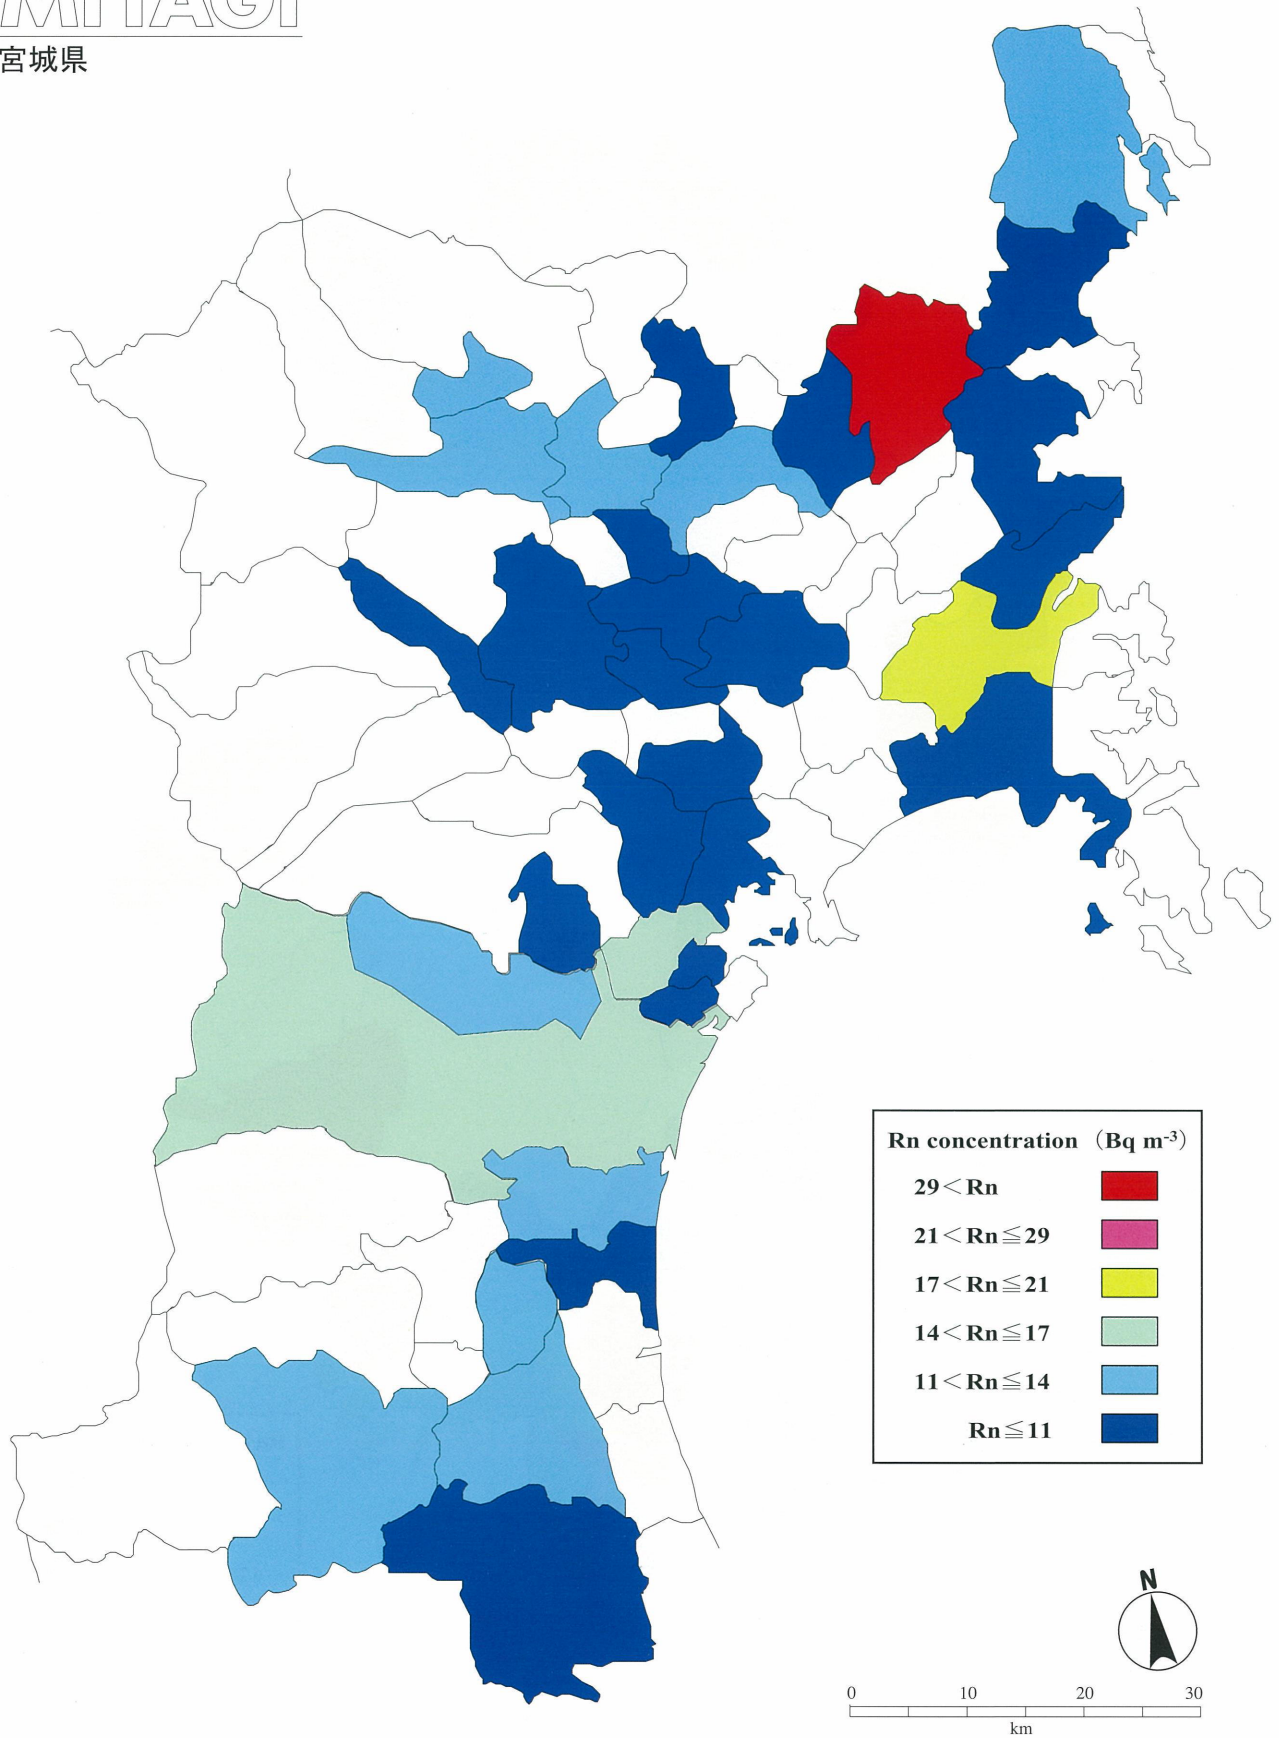 MIYAGI
宮城県
Rn concentration (Bq m⁻³)
29<Rn
21<Rn≦29
17<Rn≦21
14<Rn≦17
11<Rn≦14
Rn≦11
N
0 10 20 30
km